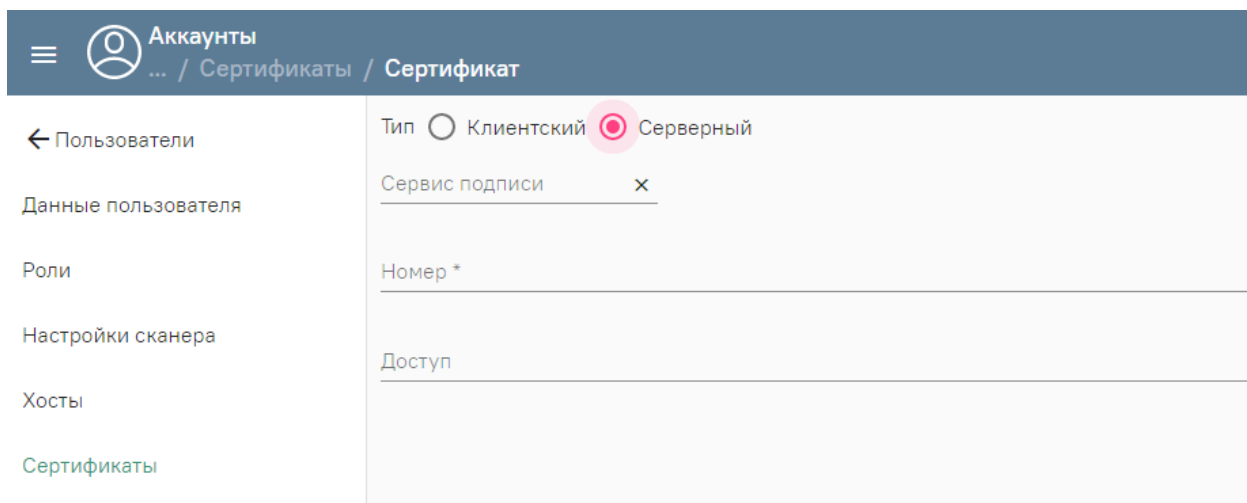 Аккаунты
... / Сертификаты / Сертификат
Пользователи
Данные пользователя
Роли
Настройки сканера
Хосты
Сертификаты
Тип Клиентский Серверный
Сервис подписи
Номер *
Доступ